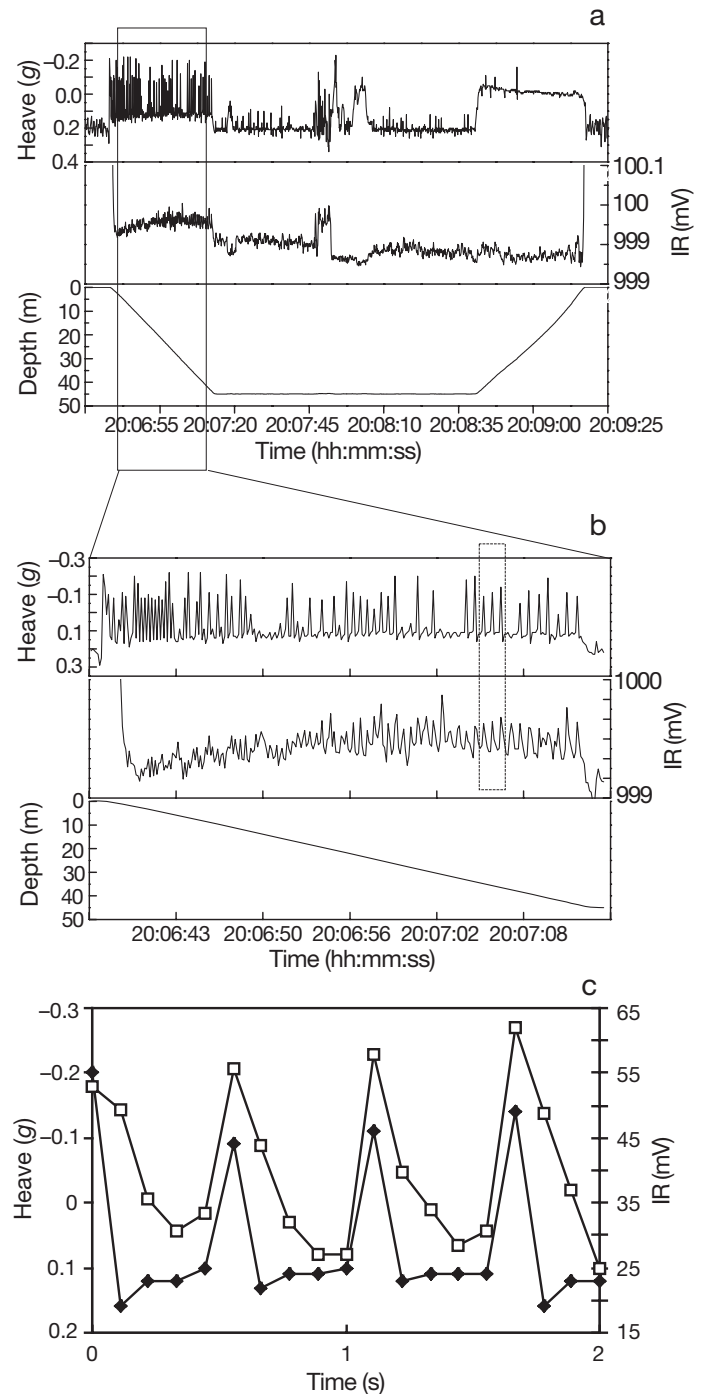 a
−0.2
0.0
0.2
0.4
Heave (g)
100.1
100
999
999
IR (mV)
0
10
20
30
40
50
Depth (m)
20:06:55 20:07:20 20:07:45 20:08:10 20:08:35 20:09:00 20:09:25
Time (hh:mm:ss)
b
−0.3
−0.1
0.1
0.3
Heave (g)
1000
999
IR (mV)
0
0
10
20
30
40
50
Depth (m)
20:06:43 20:06:50 20:06:56 20:07:02 20:07:08
Time (hh:mm:ss)
c
−0.3
−0.2
−0.1
0
0.1
0.2
Heave (g)
65
55
45
35
25
15
IR (mV)
0 1 2
Time (s)